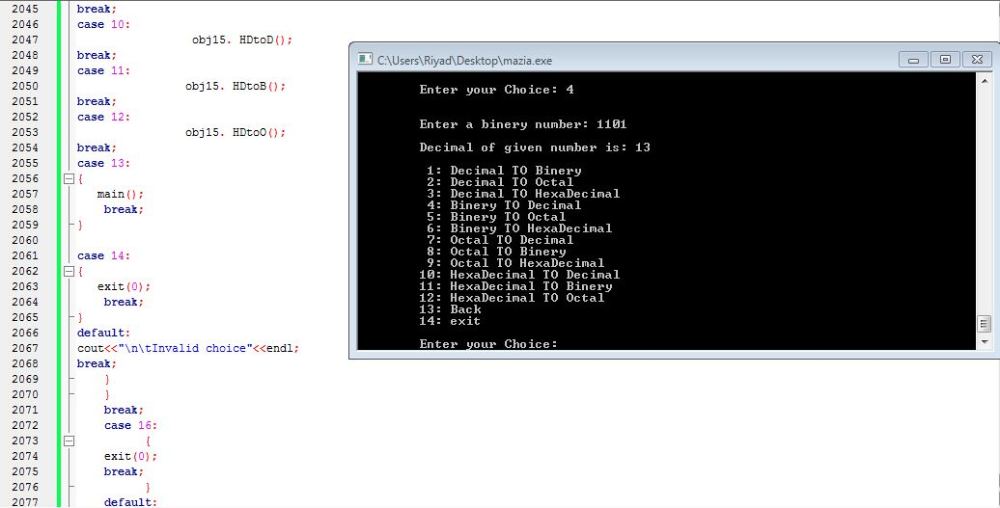 2045 break;
2046 case 10:
2047 obj15. HDtoD();
2048 break;
2049 case 11:
2050 obj15. HDtoB();
2051 break;
2052 case 12:
2053 obj15. HDtoO();
2054 break;
2055 case 13:
2056 {
2057 main();
2058 break;
2059 }
2060
2061 case 14:
2062 {
2063 exit(0);
2064 break;
2065 }
2066 default:
2067 cout<<"\n\tInvalid choice"<<endl;
2068 break;
2069 }
2070 }
2071 break;
2072 case 16:
2073 {
2074 exit(0);
2075 break;
2076 }
2077 default:
C:\Users\Riyad\Desktop\mazia.exe
Enter your Choice: 4
Enter a binery number: 1101
Decimal of given number is: 13
1: Decimal TO Binery
2: Decimal TO Octal
3: Decimal TO HexaDecimal
4: Binery TO Decimal
5: Binery TO Octal
6: Binery TO HexaDecimal
7: Octal TO Decimal
8: Octal TO Binery
9: Octal TO HexaDecimal
10: HexaDecimal TO Decimal
11: HexaDecimal TO Binery
12: HexaDecimal TO Octal
13: Back
14: exit
Enter your Choice: